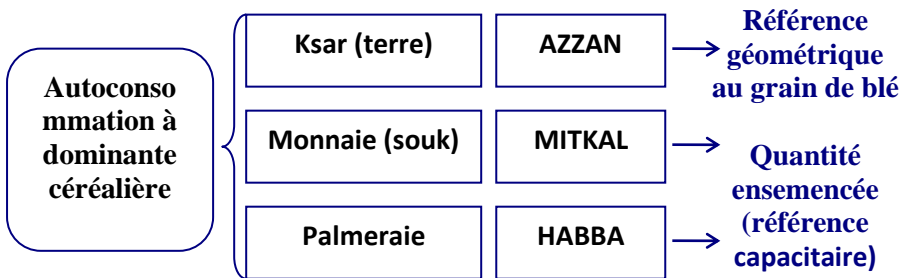 Autoconso
mmation à
dominante
céréalière
Ksar (terre)
AZZAN
Référence
géométrique
au grain de blé
Monnaie (souk)
MITKAL
Palmeraie
HABBA
Quantité
ensemencée
(référence
capacitaire)